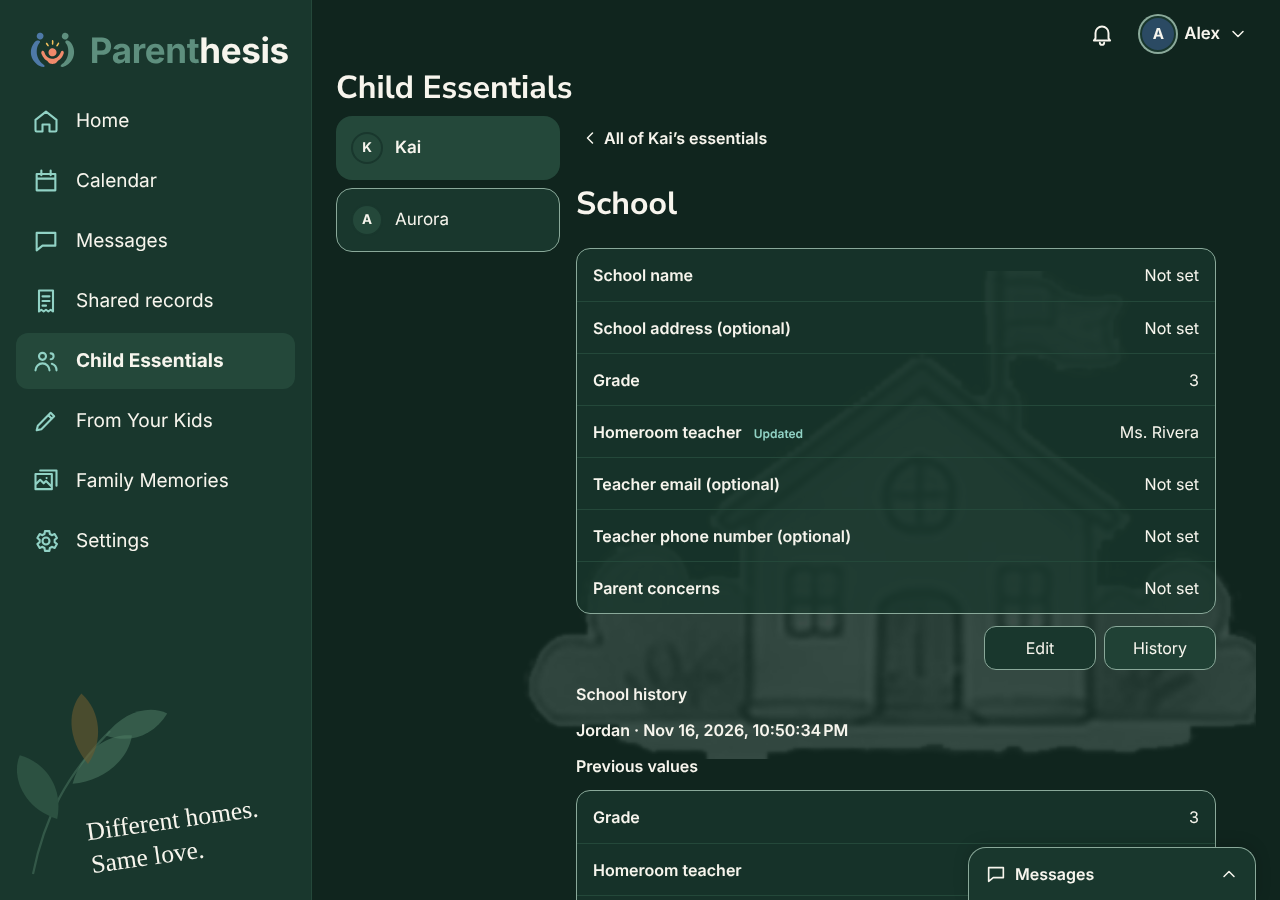 Parenthesis
A
Alex
Home
Calendar
Messages
Shared records
Child Essentials
From Your Kids
Family Memories
Settings
Different homes.
Same love.
Child Essentials
K
Kai
A
Aurora
All of Kai’s essentials
School
School name Not set
School address (optional) Not set
Grade 3
Homeroom teacher Updated Ms. Rivera
Teacher email (optional) Not set
Teacher phone number (optional) Not set
Parent concerns Not set
Edit
History
School history
Jordan · Nov 16, 2026, 10:50:34 PM
Previous values
Grade 3
Homeroom teacher
Messages